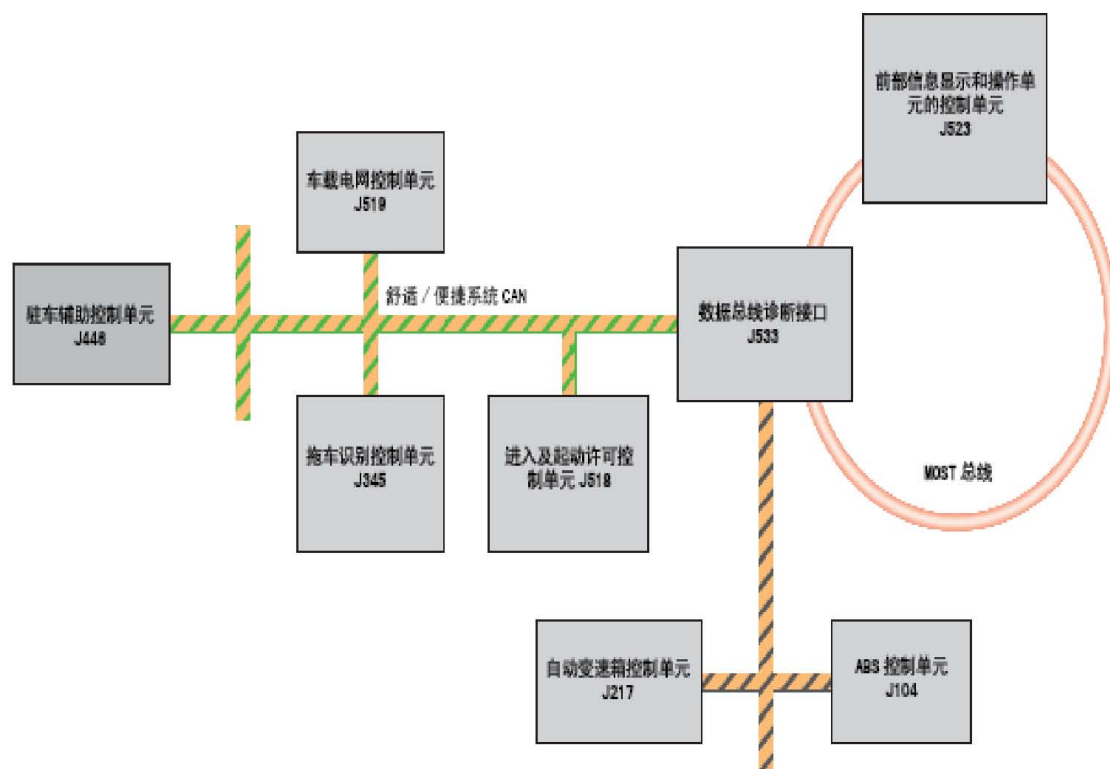 前部信息显示和操作单
元的控制单元
J523
车载电网控制单元
J519
舒适／便捷系统 CAN
驻车辅助控制单元
J446
数据总线诊断接口
J533
拖车识别控制单元
J345
进入及起动许可控
制单元 J518
MOST 总线
自动变速箱控制单元
J217
ABS 控制单元
J104